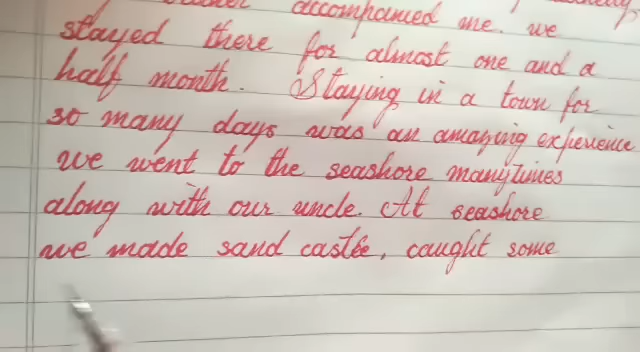 accompanied me. we
stayed there for almost one and a
half month. Staying in a town for
so many days was an amazing experience
we went to the seashore manytimes
along with our uncle. At seashore
we made sand castle, caught some